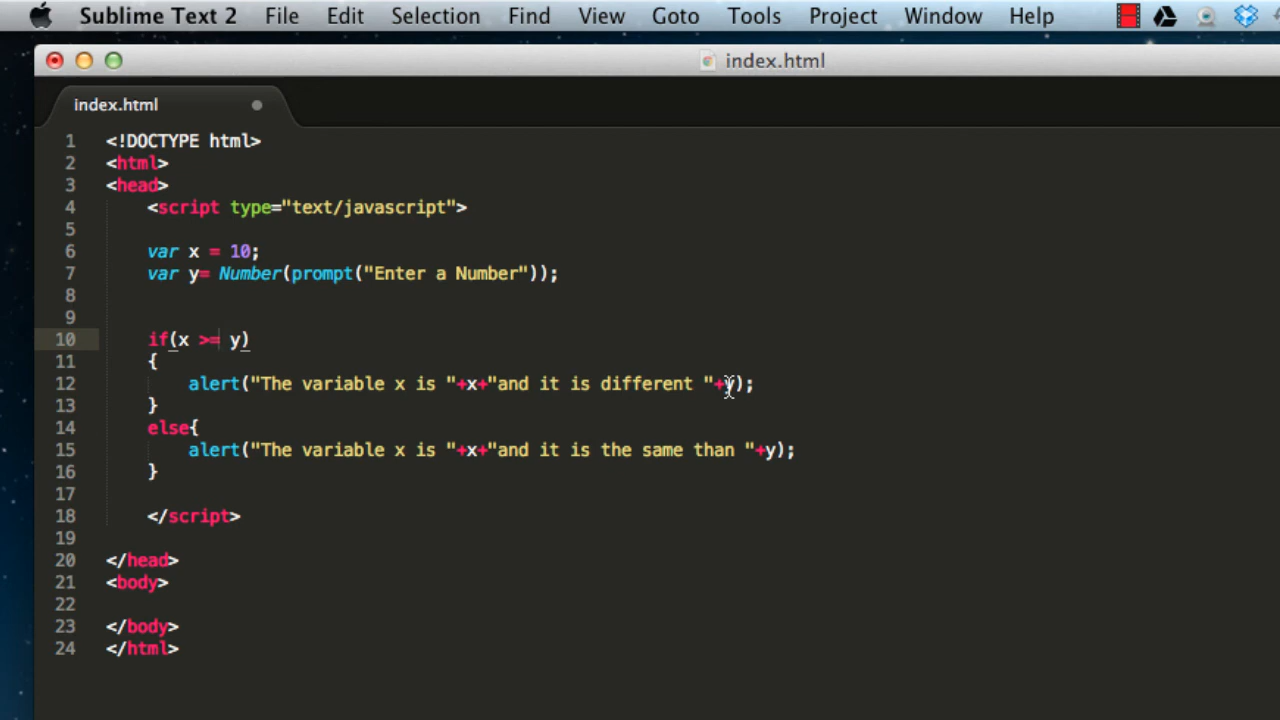 Sublime Text 2 File Edit Selection Find View Goto Tools Project Window Help
index.html
index.html
1 <!DOCTYPE html>
2 <html>
3 <head>
4 <script type="text/javascript">
5
6 var x = 10;
7 var y= Number(prompt("Enter a Number"));
8
9
10 if(x >= y)
11 {
12 alert("The variable x is "+x+"and it is different "+y);
13 }
14 else{
15 alert("The variable x is "+x+"and it is the same than "+y);
16 }
17
18 </script>
19
20 </head>
21 <body>
22
23 </body>
24 </html>